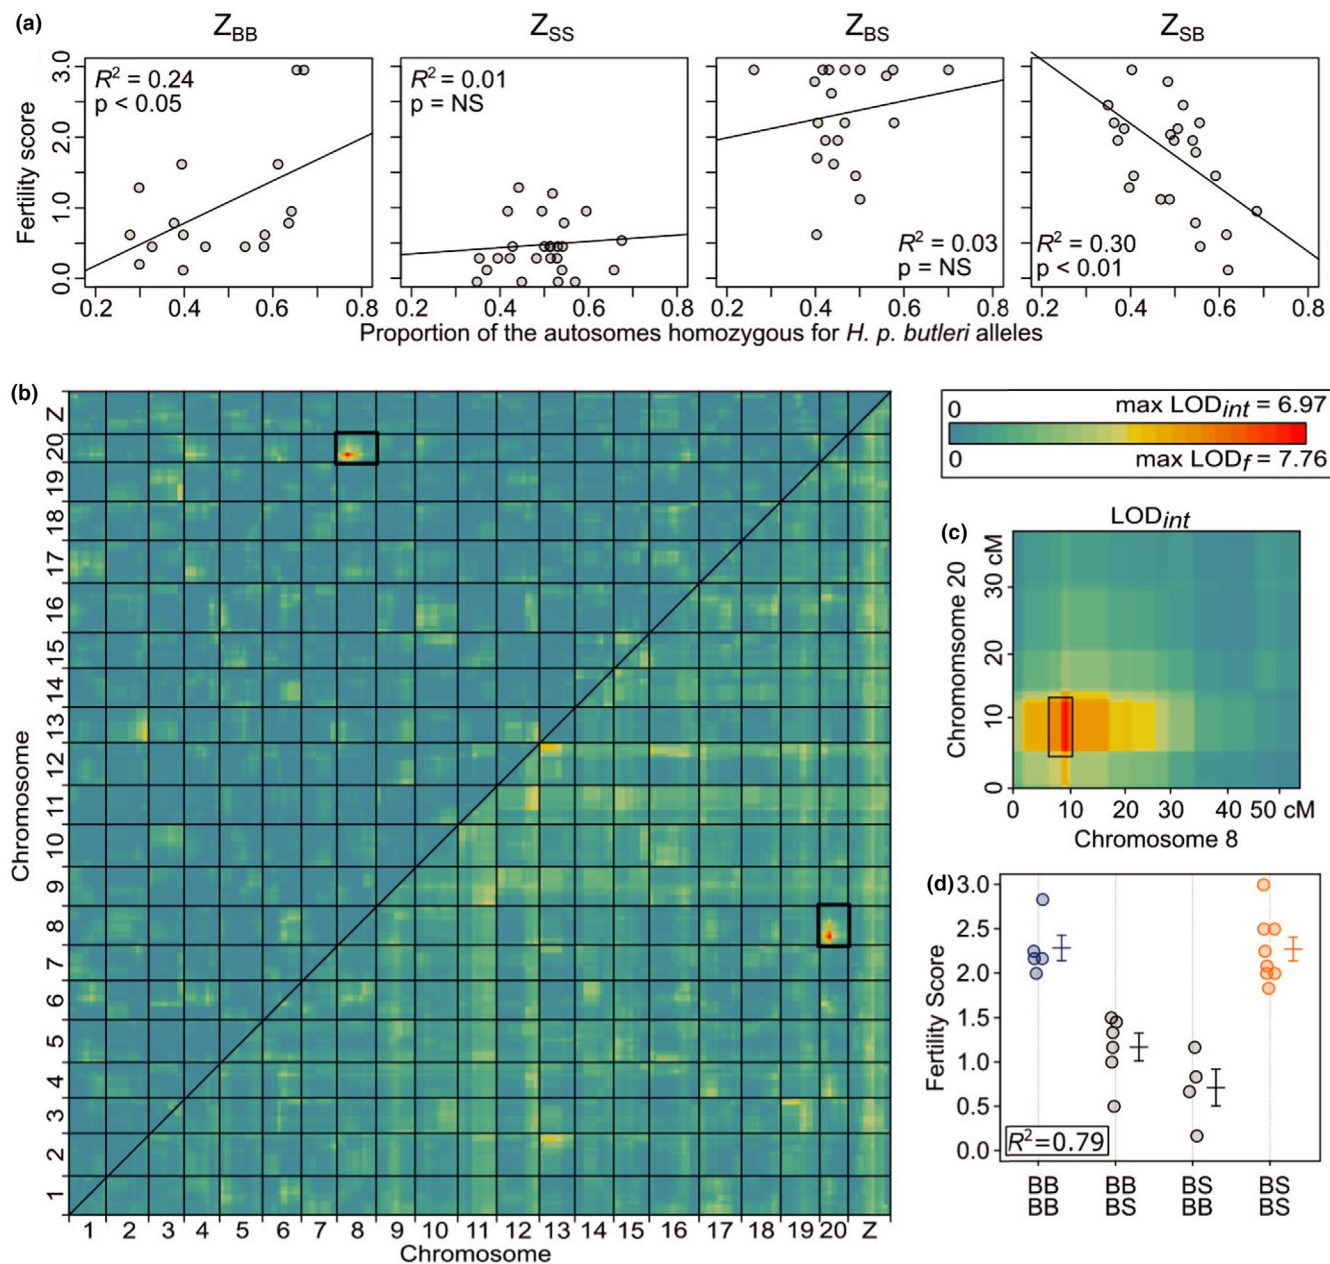 (a)
Z_BB
Z_SS
Z_BS
Z_SB
Fertility score
3.0
2.0
1.0
0.0
R² = 0.24
p < 0.05
R² = 0.01
p = NS
R² = 0.03
p = NS
R² = 0.30
p < 0.01
0.2 0.4 0.6 0.8
0.2 0.4 0.6 0.8
0.2 0.4 0.6 0.8
0.2 0.4 0.6 0.8
Proportion of the autosomes homozygous for H. p. butleri alleles
(b)
Chromosome
Z
20
19
18
17
16
15
14
13
12
11
10
9
8
7
6
5
4
3
2
1
1 2 3 4 5 6 7 8 9 10 11 12 13 14 15 16 17 18 19 20 Z
Chromosome
0 max LOD_int = 6.97
0 max LOD_f = 7.76
(c)
LOD_int
Chromomsome 20
30 cM
20
10
0
0 10 20 30 40 50 cM
Chromosome 8
(d)
Fertility Score
3.0
2.5
2.0
1.5
1.0
0.5
0.0
R²=0.79
BB BB BS BS
BB BS BB BS